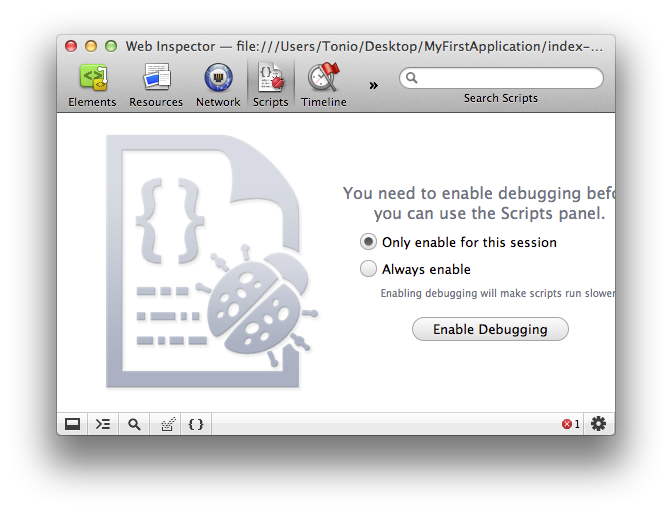 Web Inspector — file:///Users/Tonio/Desktop/MyFirstApplication/index-...
Elements Resources Network Scripts Timeline » Search Scripts
You need to enable debugging befo
you can use the Scripts panel.
Only enable for this session
Always enable
Enabling debugging will make scripts run slower
Enable Debugging
1